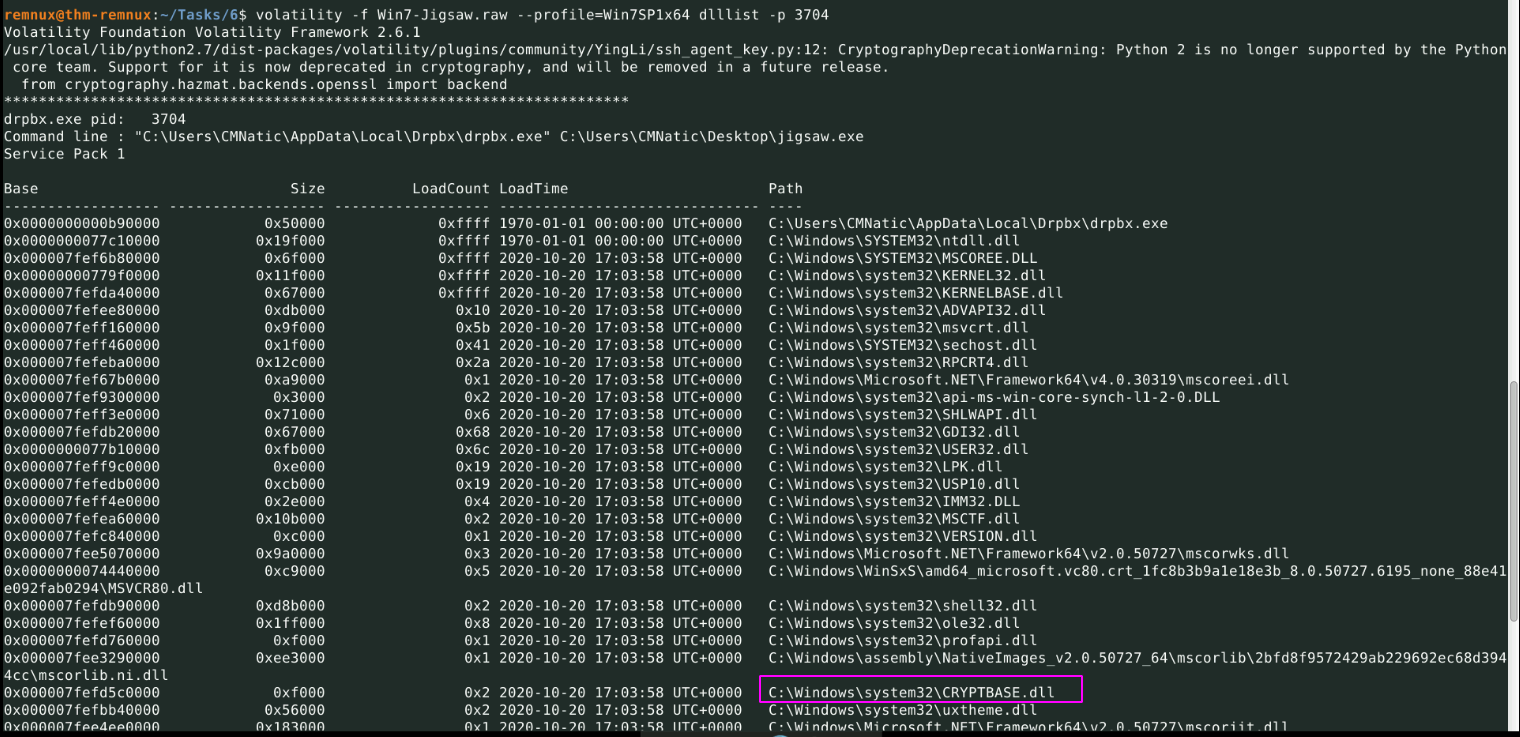 remnux@thm-remnux:~/Tasks/6$ volatility -f Win7-Jigsaw.raw --profile=Win7SP1x64 dlllist -p 3704
Volatility Foundation Volatility Framework 2.6.1
/usr/local/lib/python2.7/dist-packages/volatility/plugins/community/YingLi/ssh_agent_key.py:12: CryptographyDeprecationWarning: Python 2 is no longer supported by the Python
 core team. Support for it is now deprecated in cryptography, and will be removed in a future release.
  from cryptography.hazmat.backends.openssl import backend
************************************************************************
drpbx.exe pid:   3704
Command line : "C:\Users\CMNatic\AppData\Local\Drpbx\drpbx.exe" C:\Users\CMNatic\Desktop\jigsaw.exe
Service Pack 1
Base                             Size          LoadCount LoadTime                       Path
------------------ ------------------ ------------------ ------------------------------ ----
0x0000000000b90000            0x50000             0xffff 1970-01-01 00:00:00 UTC+0000   C:\Users\CMNatic\AppData\Local\Drpbx\drpbx.exe
0x0000000077c10000           0x19f000             0xffff 1970-01-01 00:00:00 UTC+0000   C:\Windows\SYSTEM32\ntdll.dll
0x000007fef6b80000            0x6f000             0xffff 2020-10-20 17:03:58 UTC+0000   C:\Windows\SYSTEM32\MSCOREE.DLL
0x00000000779f0000           0x11f000             0xffff 2020-10-20 17:03:58 UTC+0000   C:\Windows\system32\KERNEL32.dll
0x000007fefda40000            0x67000             0xffff 2020-10-20 17:03:58 UTC+0000   C:\Windows\system32\KERNELBASE.dll
0x000007fefee80000            0xdb000               0x10 2020-10-20 17:03:58 UTC+0000   C:\Windows\system32\ADVAPI32.dll
0x000007feff160000            0x9f000               0x5b 2020-10-20 17:03:58 UTC+0000   C:\Windows\system32\msvcrt.dll
0x000007feff460000            0x1f000               0x41 2020-10-20 17:03:58 UTC+0000   C:\Windows\SYSTEM32\sechost.dll
0x000007fefeba0000           0x12c000               0x2a 2020-10-20 17:03:58 UTC+0000   C:\Windows\system32\RPCRT4.dll
0x000007fef67b0000            0xa9000                0x1 2020-10-20 17:03:58 UTC+0000   C:\Windows\Microsoft.NET\Framework64\v4.0.30319\mscoreei.dll
0x000007fef9300000             0x3000                0x2 2020-10-20 17:03:58 UTC+0000   C:\Windows\system32\api-ms-win-core-synch-l1-2-0.DLL
0x000007feff3e0000            0x71000                0x6 2020-10-20 17:03:58 UTC+0000   C:\Windows\system32\SHLWAPI.dll
0x000007fefdb20000            0x67000               0x68 2020-10-20 17:03:58 UTC+0000   C:\Windows\system32\GDI32.dll
0x0000000077b10000            0xfb000               0x6c 2020-10-20 17:03:58 UTC+0000   C:\Windows\system32\USER32.dll
0x000007feff9c0000             0xe000               0x19 2020-10-20 17:03:58 UTC+0000   C:\Windows\system32\LPK.dll
0x000007fefedb0000            0xcb000               0x19 2020-10-20 17:03:58 UTC+0000   C:\Windows\system32\USP10.dll
0x000007feff4e0000            0x2e000                0x4 2020-10-20 17:03:58 UTC+0000   C:\Windows\system32\IMM32.DLL
0x000007fefea60000           0x10b000                0x2 2020-10-20 17:03:58 UTC+0000   C:\Windows\system32\MSCTF.dll
0x000007fefc840000             0xc000                0x1 2020-10-20 17:03:58 UTC+0000   C:\Windows\system32\VERSION.dll
0x000007fee5070000           0x9a0000                0x3 2020-10-20 17:03:58 UTC+0000   C:\Windows\Microsoft.NET\Framework64\v2.0.50727\mscorwks.dll
0x0000000074440000            0xc9000                0x5 2020-10-20 17:03:58 UTC+0000   C:\Windows\WinSxS\amd64_microsoft.vc80.crt_1fc8b3b9a1e18e3b_8.0.50727.6195_none_88e41
e092fab0294\MSVCR80.dll
0x000007fefdb90000           0xd8b000                0x2 2020-10-20 17:03:58 UTC+0000   C:\Windows\system32\shell32.dll
0x000007fefef60000           0x1ff000                0x8 2020-10-20 17:03:58 UTC+0000   C:\Windows\system32\ole32.dll
0x000007fefd760000             0xf000                0x1 2020-10-20 17:03:58 UTC+0000   C:\Windows\system32\profapi.dll
0x000007fee3290000           0xee3000                0x1 2020-10-20 17:03:58 UTC+0000   C:\Windows\assembly\NativeImages_v2.0.50727_64\mscorlib\2bfd8f9572429ab229692ec68d394
4cc\mscorlib.ni.dll
0x000007fefd5c0000             0xf000                0x2 2020-10-20 17:03:58 UTC+0000   C:\Windows\system32\CRYPTBASE.dll
0x000007fefbb40000            0x56000                0x2 2020-10-20 17:03:58 UTC+0000   C:\Windows\system32\uxtheme.dll
0x000007fee4ee0000           0x183000                0x1 2020-10-20 17:03:58 UTC+0000   C:\Windows\Microsoft.NET\Framework64\v2.0.50727\mscorjit.dll